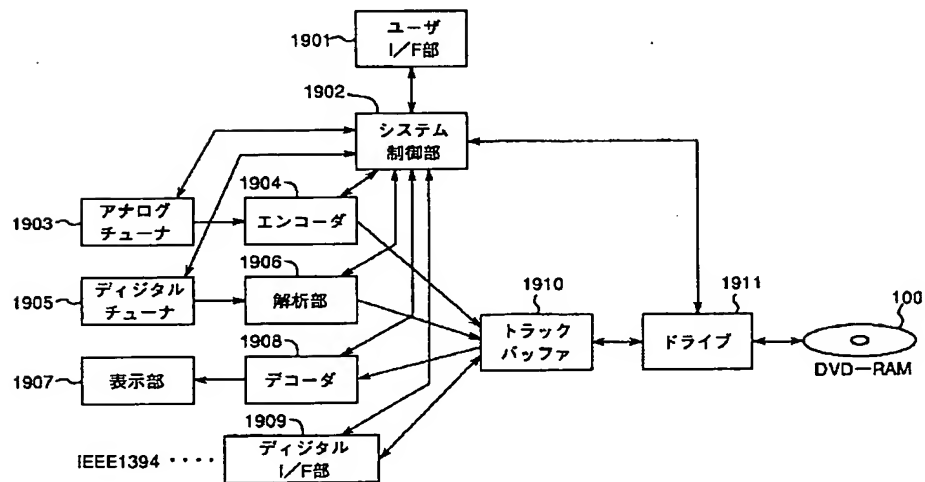 1901
ユーザ
I/F部
1902
システム
制御部
1903
アナログ
チューナ
1904
エンコーダ
1905
ディジタル
チューナ
1906
解析部
1907
表示部
1908
デコーダ
1909
ディジタル
I/F部
IEEE1394 ・・・・
1910
トラック
バッファ
1911
ドライブ
100
DVD-RAM